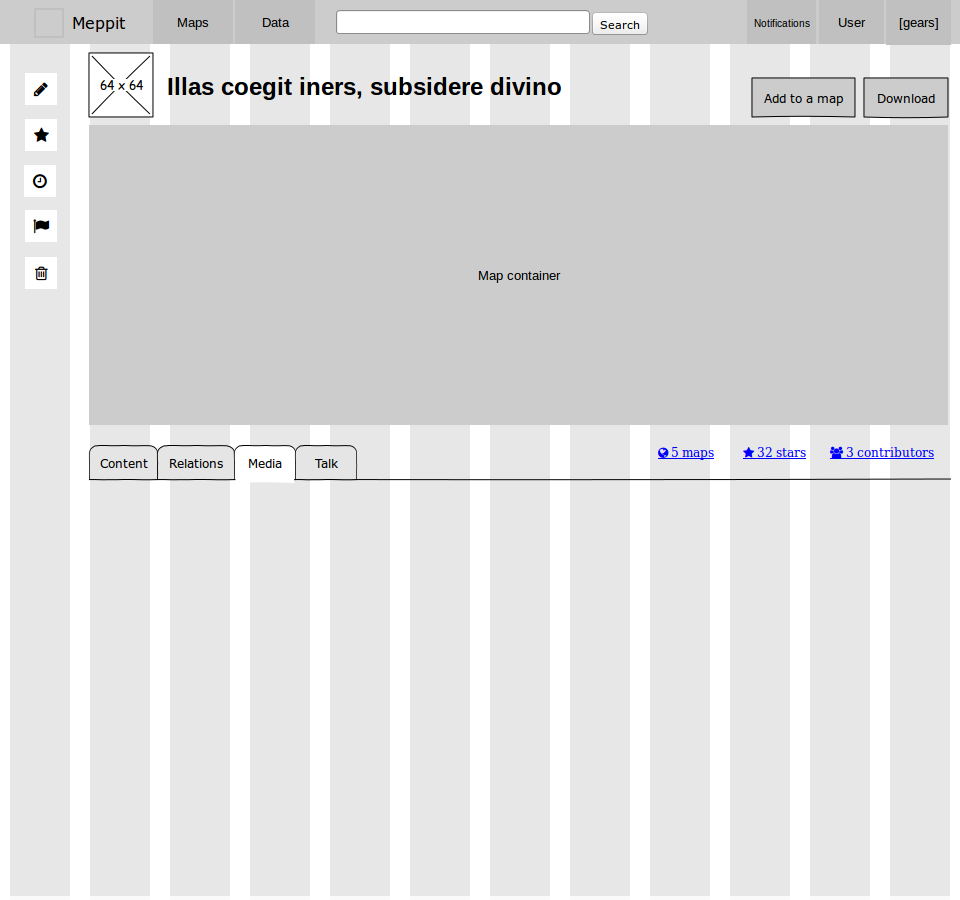 Meppit Maps Data Search Notifications User [gears]
64 x 64
Illas coegit iners, subsidere divino
Add to a map Download
Map container
5 maps 32 stars 3 contributors
Content Relations Media Talk